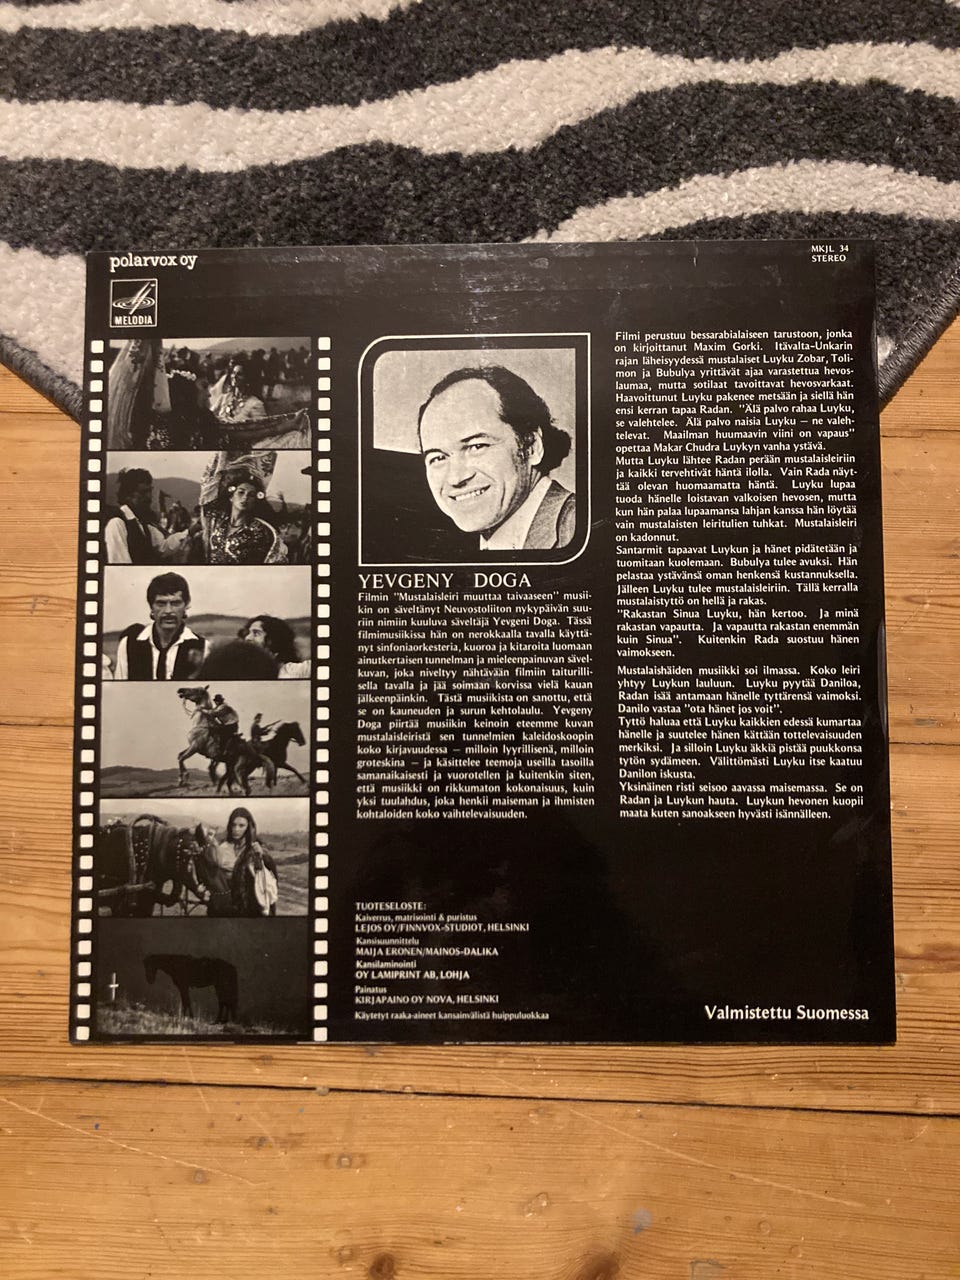 polarvox oy
MELODIA
MKJL 34
STEREO
YEVGENY DOGA
Filmin "Mustalaisleiri muuttaa taivaaseen" musii-
kin on säveltänyt Neuvostoliiton nykypäivän suu-
riin nimiin kuuluva säveltäjä Yevgeni Doga. Tässä
filmimusiikissa hän on nerokkaalla tavalla käyttä-
nyt sinfoniaorkesteria, kuoroa ja kitaroita luomaan
ainutkertaisen tunnelman ja mieleenpainuvan sävel-
kuvan, joka niveltyy nähtävään filmiin taiturilli-
sella tavalla ja jää soimaan korvissa vielä kauan
jälkeenpäinkin. Tästä musiikista on sanottu, että
se on kauneuden ja surun kehtolaulu. Yevgeny
Doga piirtää musiikin keinoin eteemme kuvan
mustalaisleiristä sen tunnelmien kaleidoskoopin
koko kirjavuudessa – milloin lyyrillisenä, milloin
groteskina – ja käsittelee teemoja useilla tasoilla
samanaikaisesti ja vuorotellen ja kuitenkin siten,
että musiikki on rikkumaton kokonaisuus, kuin
yksi tuulahdus, joka henkii maiseman ja ihmisten
kohtaloiden koko vaihtelevaisuuden.
TUOTESELOSTE:
Kaiverrus, matrisointi & puristus
LEJOS OY/FINNVOX-STUDIOT, HELSINKI
Kansisuunnittelu
MAIJA ERONEN/MAINOS-DALIKA
Kansilaminointi
OY LAMIPRINT AB, LOHJA
Painatus
KIRJAPAINO OY NOVA, HELSINKI
Käytetyt raaka-aineet kansainvälistä huippuluokkaa
Filmi perustuu bessarabialaiseen tarustoon, jonka
on kirjoittanut Maxim Gorki. Itävalta-Unkarin
rajan läheisyydessä mustalaiset Luyku Zobar, Toli-
mon ja Bubulya yrittävät ajaa varastettua hevos-
laumaa, mutta sotilaat tavoittavat hevosvarkaat.
Haavoittunut Luyku pakenee metsään ja siellä hän
ensi kerran tapaa Radan. "Älä palvo rahaa Luyku,
se valehtelee. Älä palvo naisia Luyku – ne valeh-
televat. Maailman huumaavin viini on vapaus"
opettaa Makar Chudra Luykyn vanha ystävä.
Mutta Luyku lähtee Radan perään mustalaisleiriin
ja kaikki tervehtivät häntä ilolla. Vain Rada näyt-
tää olevan huomaamatta häntä. Luyku lupaa
tuoda hänelle loistavan valkoisen hevosen, mutta
kun hän palaa lupaamansa lahjan kanssa hän löytää
vain mustalaisten leiritulien tuhkat. Mustalaisleiri
on kadonnut.
Santarmit tapaavat Luykun ja hänet pidätetään ja
tuomitaan kuolemaan. Bubulya tulee avuksi. Hän
pelastaa ystävänsä oman henkensä kustannuksella.
Jälleen Luyku tulee mustalaisleiriin. Tällä kerralla
mustalaistyttö on hellä ja rakas.
"Rakastan Sinua Luyku, hän kertoo. Ja minä
rakastan vapautta. Ja vapautta rakastan enemmän
kuin Sinua". Kuitenkin Rada suostuu hänen
vaimokseen.
Mustalaishäiden musiikki soi ilmassa. Koko leiri
yhtyy Luykun lauluun. Luyku pyytää Daniloa,
Radan isää antamaan hänelle tyttärensä vaimoksi.
Danilo vastaa "ota hänet jos voit".
Tyttö haluaa että Luyku kaikkien edessä kumartaa
hänelle ja suutelee hänen kättään tottelevaisuuden
merkiksi. Ja silloin Luyku äkkiä pistää puukkonsa
tytön sydämeen. Välittömästi Luyku itse kaatuu
Danilon iskusta.
Yksinäinen risti seisoo aavassa maisemassa. Se on
Radan ja Luykun hauta. Luykun hevonen kuopii
maata kuten sanoakseen hyvästi isännälleen.
Valmistettu Suomessa